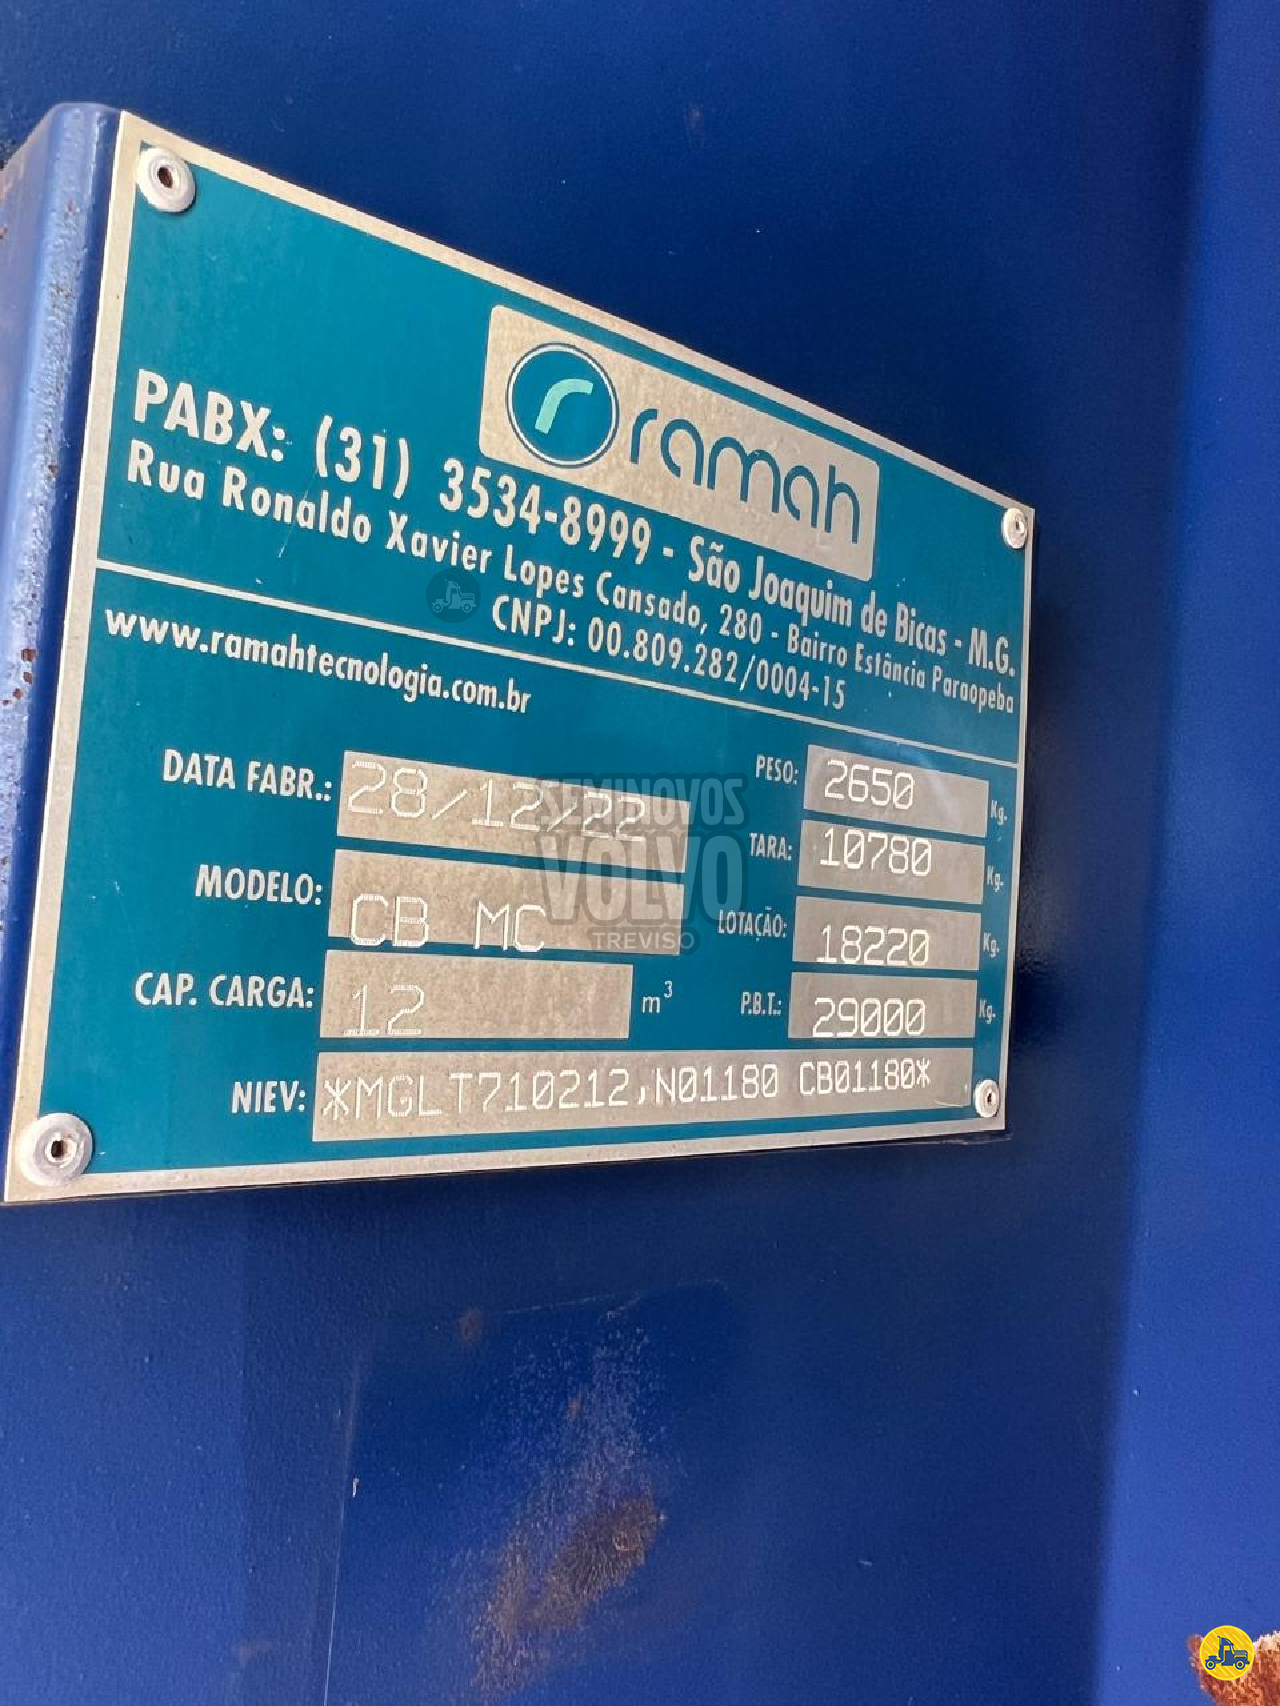 r ramah
PABX: (31) 3534-8999 - São Joaquim de Bicas - M.G.
Rua Ronaldo Xavier Lopes Cansado, 280 - Bairro Estância Paraopeba
CNPJ: 00.809.282/0004-15
www.ramahtecnologia.com.br
DATA FABR.: 28/12/22
MODELO: CB MC
CAP. CARGA: 12 m³
PESO: 2650 Kg.
TARA: 10780 Kg.
LOTAÇÃO: 18220 Kg.
P.B.T.: 29000 Kg.
NIEV: *MGLT710212,N01180 CB01180*
SEMINOVOS
VOLVO
TREVISO